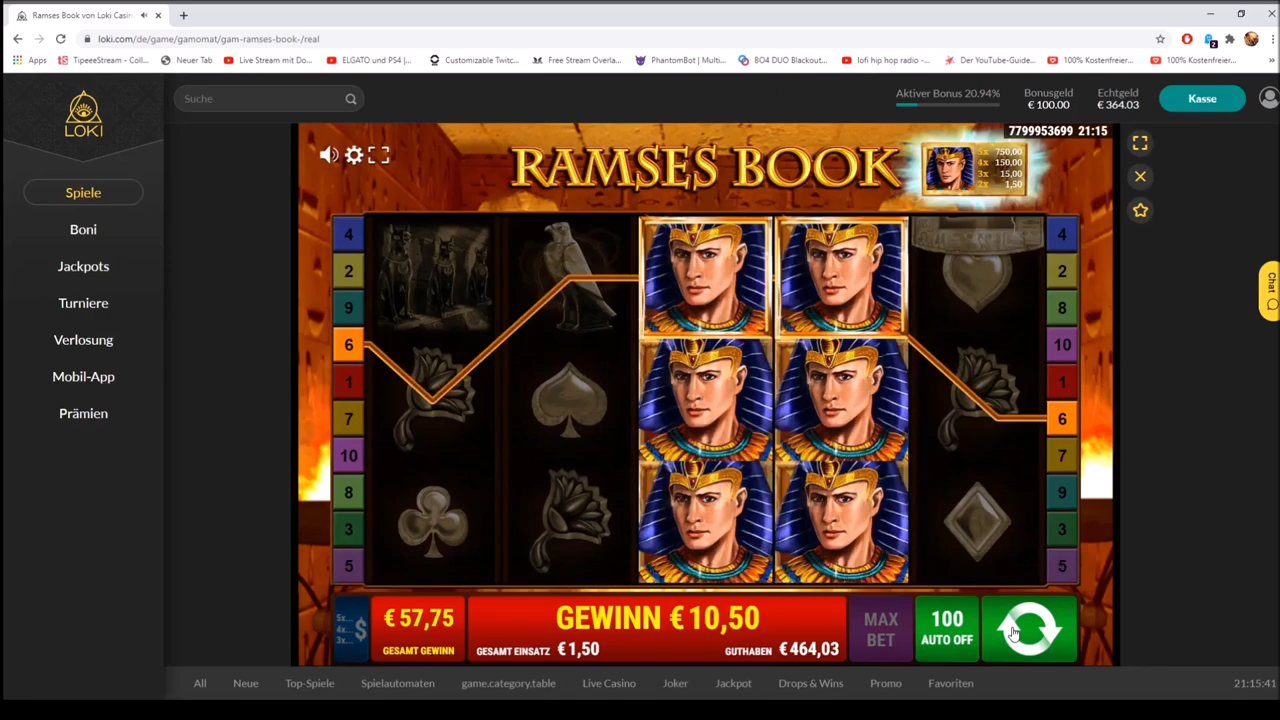 Ramses Book von Loki Casin
loki.com/de/game/gamomat/gam-ramses-book-/real
Apps
TipeeeStream - Coll...
Neuer Tab
Live Stream mit Do...
ELGATO und PS4 |...
Customizable Twitc...
Free Stream Overla...
PhantomBot | Multi...
BO4 DUO Blackout...
lofi hip hop radio -...
Der YouTube-Guide...
100% Kostenfreier...
100% Kostenfreier...
»
LOKI
Suche
Aktiver Bonus 20.94%
Bonusgeld
€ 100.00
Echtgeld
€ 364.03
Kasse
Spiele
Boni
Jackpots
Turniere
Verlosung
Mobil-App
Prämien
7799953699 21:15
RAMSES BOOK
5x 750,00
4x 150,00
3x 15,00
2x 1,50
4 4
2 2
9 8
6 10
1 1
7 6
10 7
8 9
3 3
5 5
Chat
5x...
4x...
3x...
$
€ 57,75
GESAMT GEWINN
GEWINN € 10,50
GESAMT EINSATZ € 1,50
GUTHABEN € 464,03
MAX
BET
100
AUTO OFF
All
Neue
Top-Spiele
Spielautomaten
game.category.table
Live Casino
Joker
Jackpot
Drops & Wins
Promo
Favoriten
21:15:41